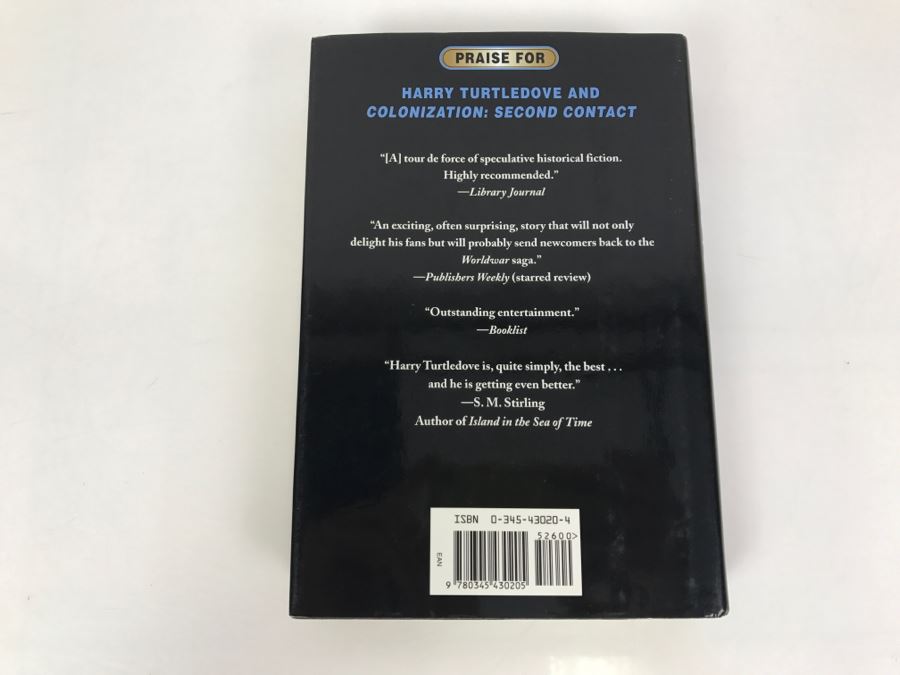 PRAISE FOR
HARRY TURTLEDOVE AND
COLONIZATION: SECOND CONTACT
“[A] tour de force of speculative historical fiction.
Highly recommended.”
—Library Journal
“An exciting, often surprising, story that will not only
delight his fans but will probably send newcomers back to the
Worldwar saga.”
—Publishers Weekly (starred review)
“Outstanding entertainment.”
—Booklist
“Harry Turtledove is, quite simply, the best . . .
and he is getting even better.”
—S. M. Stirling
Author of Island in the Sea of Time
ISBN 0-345-43020-4
52600>
EAN
9 780345 430205